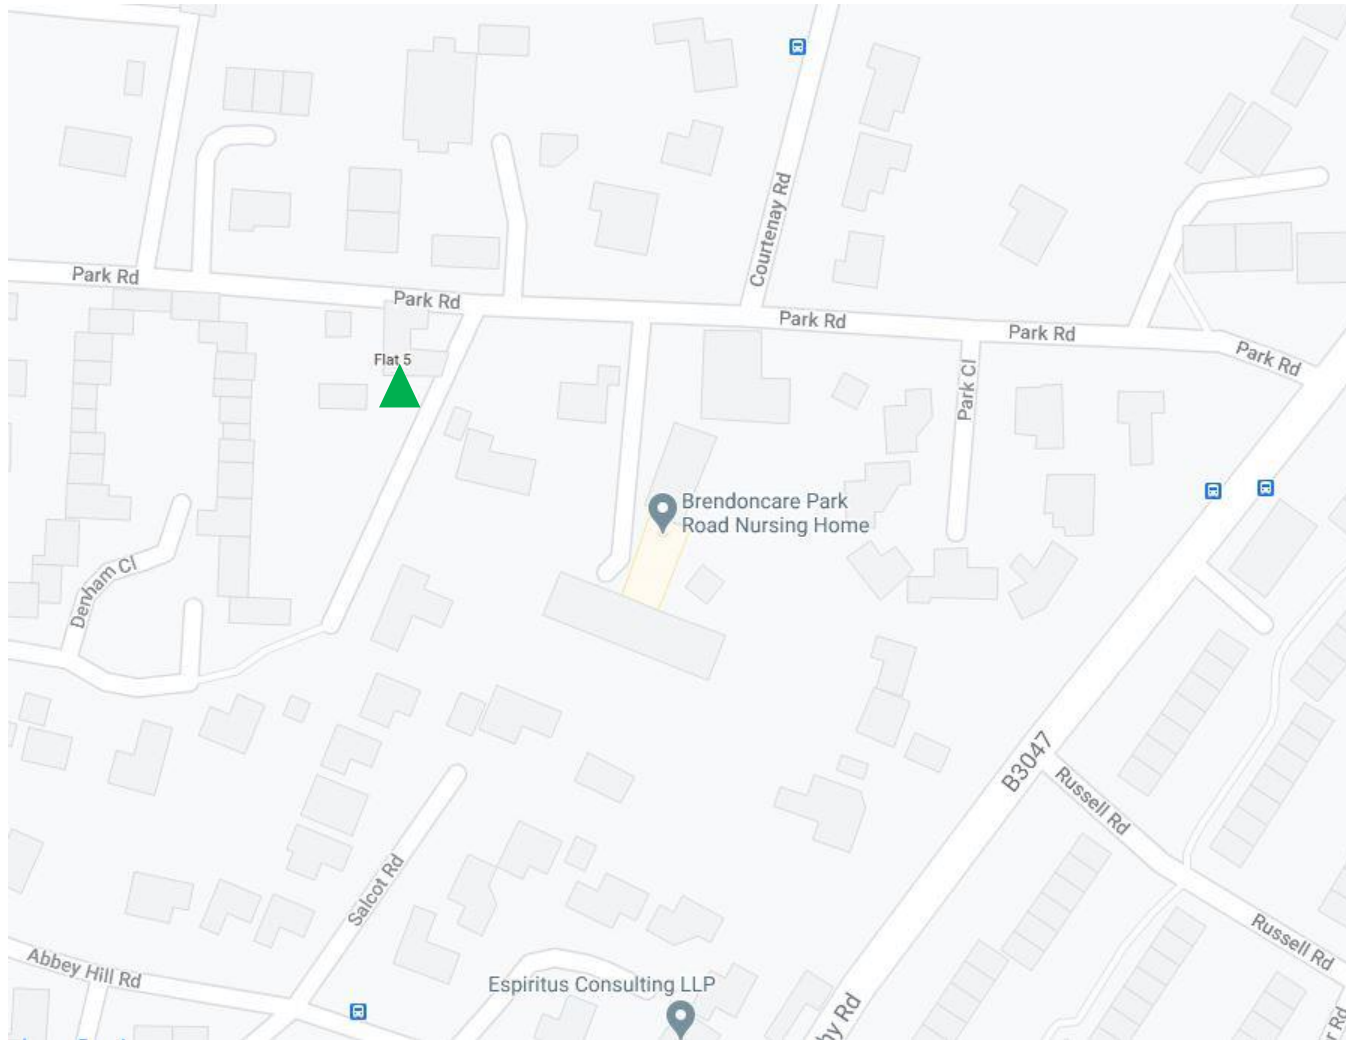 Courtenay Rd
Park Rd
Park Rd
Park Rd
Park Rd
Park Rd
Flat 5
Park Cl
Brendoncare Park
Road Nursing Home
Denham Cl
B3047
Russell Rd
Salcot Rd
Russell Rd
Abbey Hill Rd
Espiritus Consulting LLP